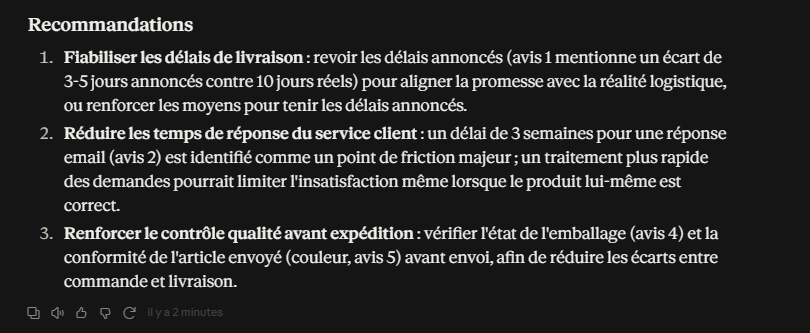 Recommandations
1. Fiabiliser les délais de livraison : revoir les délais annoncés (avis 1 mentionne un écart de
3-5 jours annoncés contre 10 jours réels) pour aligner la promesse avec la réalité logistique,
ou renforcer les moyens pour tenir les délais annoncés.
2. Réduire les temps de réponse du service client : un délai de 3 semaines pour une réponse
email (avis 2) est identifié comme un point de friction majeur ; un traitement plus rapide
des demandes pourrait limiter l'insatisfaction même lorsque le produit lui-même est
correct.
3. Renforcer le contrôle qualité avant expédition : vérifier l'état de l'emballage (avis 4) et la
conformité de l'article envoyé (couleur, avis 5) avant envoi, afin de réduire les écarts entre
commande et livraison.
il y a 2 minutes